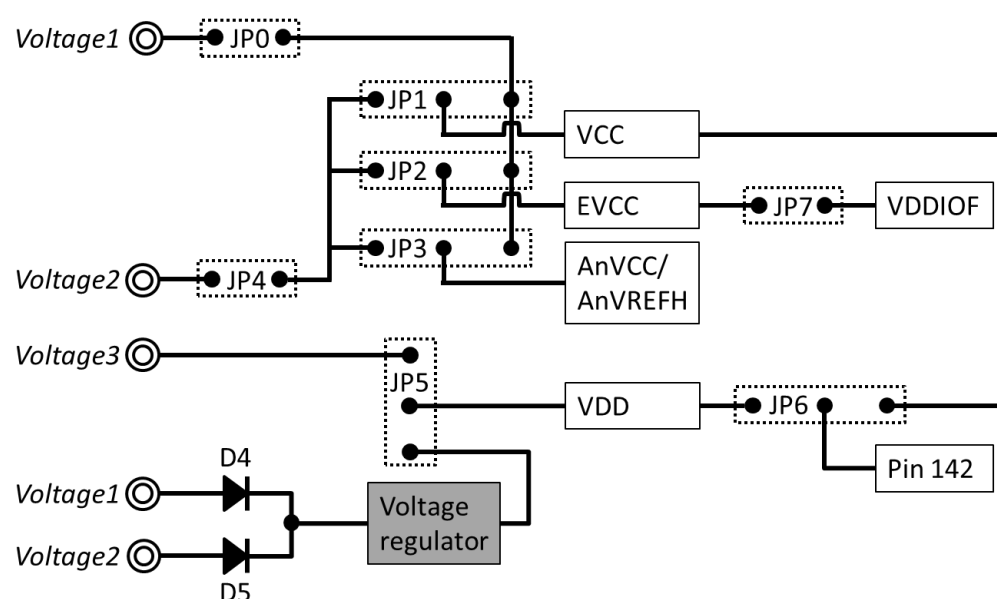 Voltage1
JP0
JP1
VCC
JP2
EVCC
JP7
VDDIOF
JP3
AnVCC/
AnVREFH
Voltage2
JP4
Voltage3
JP5
VDD
JP6
D4
Pin 142
Voltage1
Voltage
regulator
Voltage2
D5